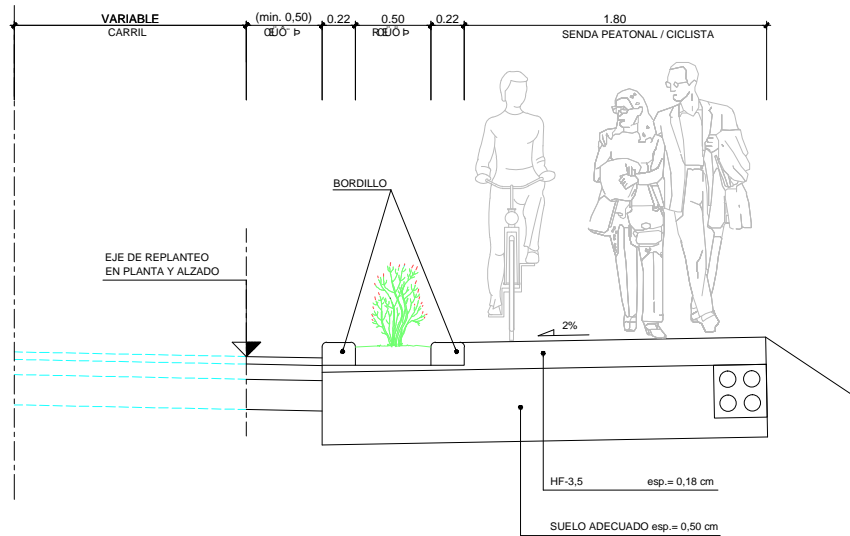 VARIABLE (min. 0,50) 0.22 0.50 0.22 1.80
CARRIL SENDA PEATONAL / CICLISTA
BORDILLO
EJE DE REPLANTEO
EN PLANTA Y ALZADO
2%
HF-3,5 esp.= 0,18 cm
SUELO ADECUADO esp.= 0,50 cm